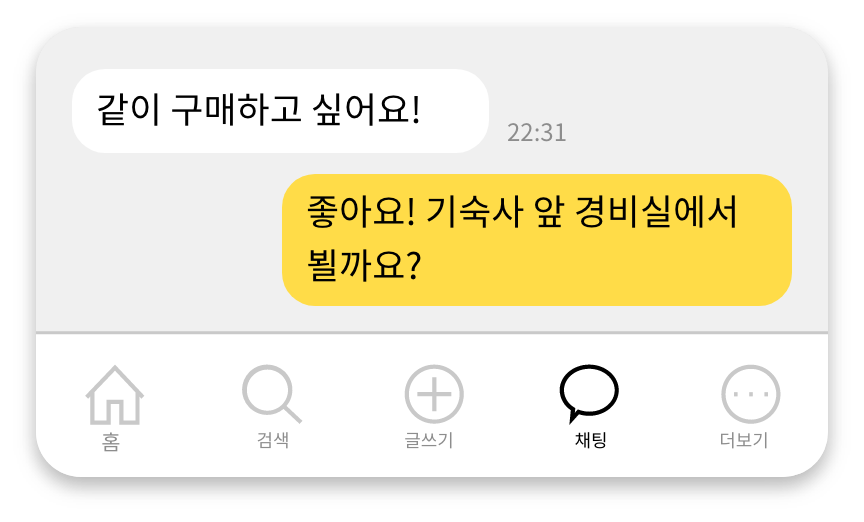 같이 구매하고 싶어요!
22:31
좋아요! 기숙사 앞 경비실에서
뵐까요?
홈 검색 글쓰기 채팅 더보기